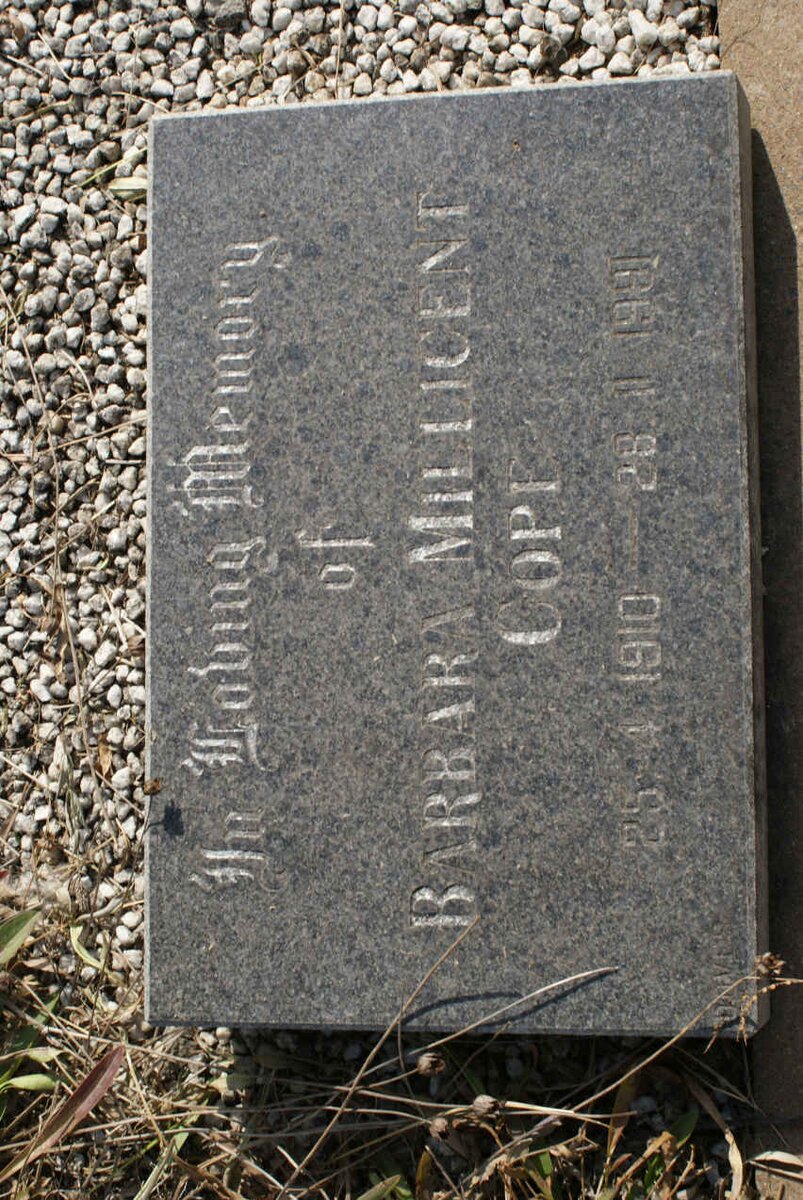 In Loving Memory
of
BARBARA MILLICENT
COPE
25. 4. 1910 — 28. 11. 1991